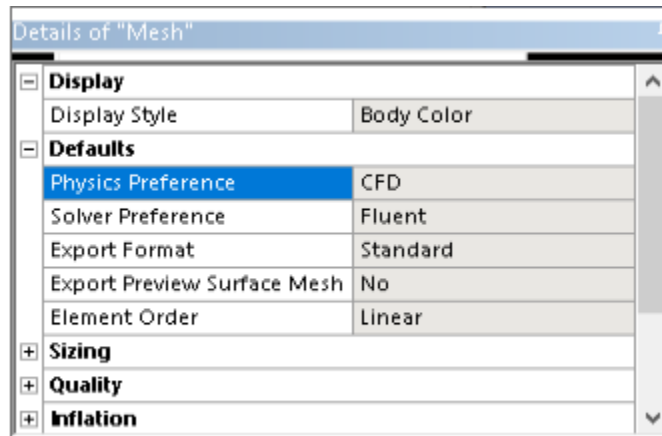 Details of "Mesh"
Display
Display Style Body Color
Defaults
Physics Preference CFD
Solver Preference Fluent
Export Format Standard
Export Preview Surface Mesh No
Element Order Linear
Sizing
Quality
Inflation